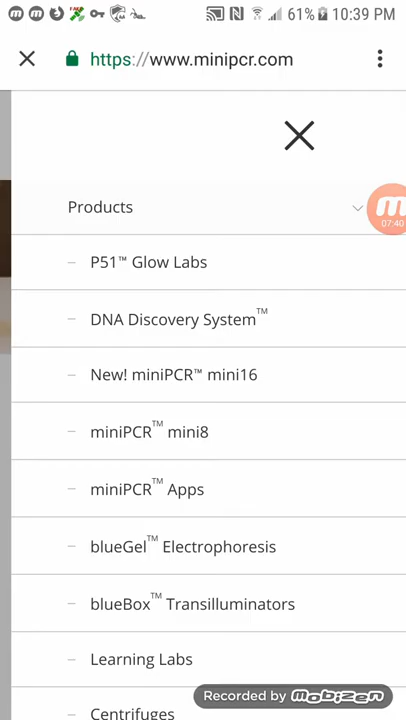 61% 10:39 PM
https://www.minipcr.com
Products
07:40
– P51™ Glow Labs
– DNA Discovery System™
– New! miniPCR™ mini16
– miniPCR™ mini8
– miniPCR™ Apps
– blueGel™ Electrophoresis
– blueBox™ Transilluminators
– Learning Labs
Recorded by mobizen
– Centrifuges